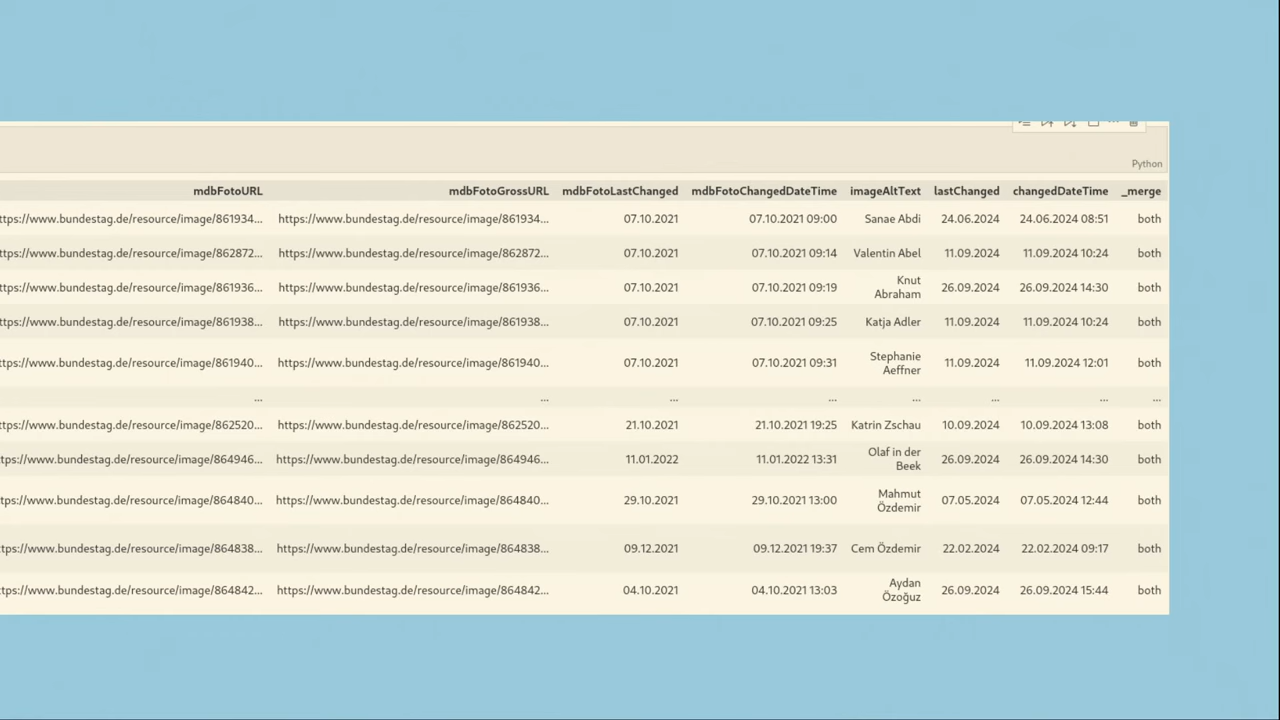 Python
mdbFotoURL mdbFotoGrossURL mdbFotoLastChanged mdbFotoChangedDateTime imageAltText lastChanged changedDateTime _merge
ttps://www.bundestag.de/resource/image/861934... https://www.bundestag.de/resource/image/861934... 07.10.2021 07.10.2021 09:00 Sanae Abdi 24.06.2024 24.06.2024 08:51 both
ttps://www.bundestag.de/resource/image/862872... https://www.bundestag.de/resource/image/862872... 07.10.2021 07.10.2021 09:14 Valentin Abel 11.09.2024 11.09.2024 10:24 both
ttps://www.bundestag.de/resource/image/861936... https://www.bundestag.de/resource/image/861936... 07.10.2021 07.10.2021 09:19 Knut Abraham 26.09.2024 26.09.2024 14:30 both
ttps://www.bundestag.de/resource/image/861938... https://www.bundestag.de/resource/image/861938... 07.10.2021 07.10.2021 09:25 Katja Adler 11.09.2024 11.09.2024 10:24 both
ttps://www.bundestag.de/resource/image/861940... https://www.bundestag.de/resource/image/861940... 07.10.2021 07.10.2021 09:31 Stephanie Aeffner 11.09.2024 11.09.2024 12:01 both
... ... ... ... ... ... ... ...
ttps://www.bundestag.de/resource/image/862520... https://www.bundestag.de/resource/image/862520... 21.10.2021 21.10.2021 19:25 Katrin Zschau 10.09.2024 10.09.2024 13:08 both
ttps://www.bundestag.de/resource/image/864946... https://www.bundestag.de/resource/image/864946... 11.01.2022 11.01.2022 13:31 Olaf in der Beek 26.09.2024 26.09.2024 14:30 both
ttps://www.bundestag.de/resource/image/864840... https://www.bundestag.de/resource/image/864840... 29.10.2021 29.10.2021 13:00 Mahmut Özdemir 07.05.2024 07.05.2024 12:44 both
ttps://www.bundestag.de/resource/image/864838... https://www.bundestag.de/resource/image/864838... 09.12.2021 09.12.2021 19:37 Cem Özdemir 22.02.2024 22.02.2024 09:17 both
ttps://www.bundestag.de/resource/image/864842... https://www.bundestag.de/resource/image/864842... 04.10.2021 04.10.2021 13:03 Aydan Özoğuz 26.09.2024 26.09.2024 15:44 both